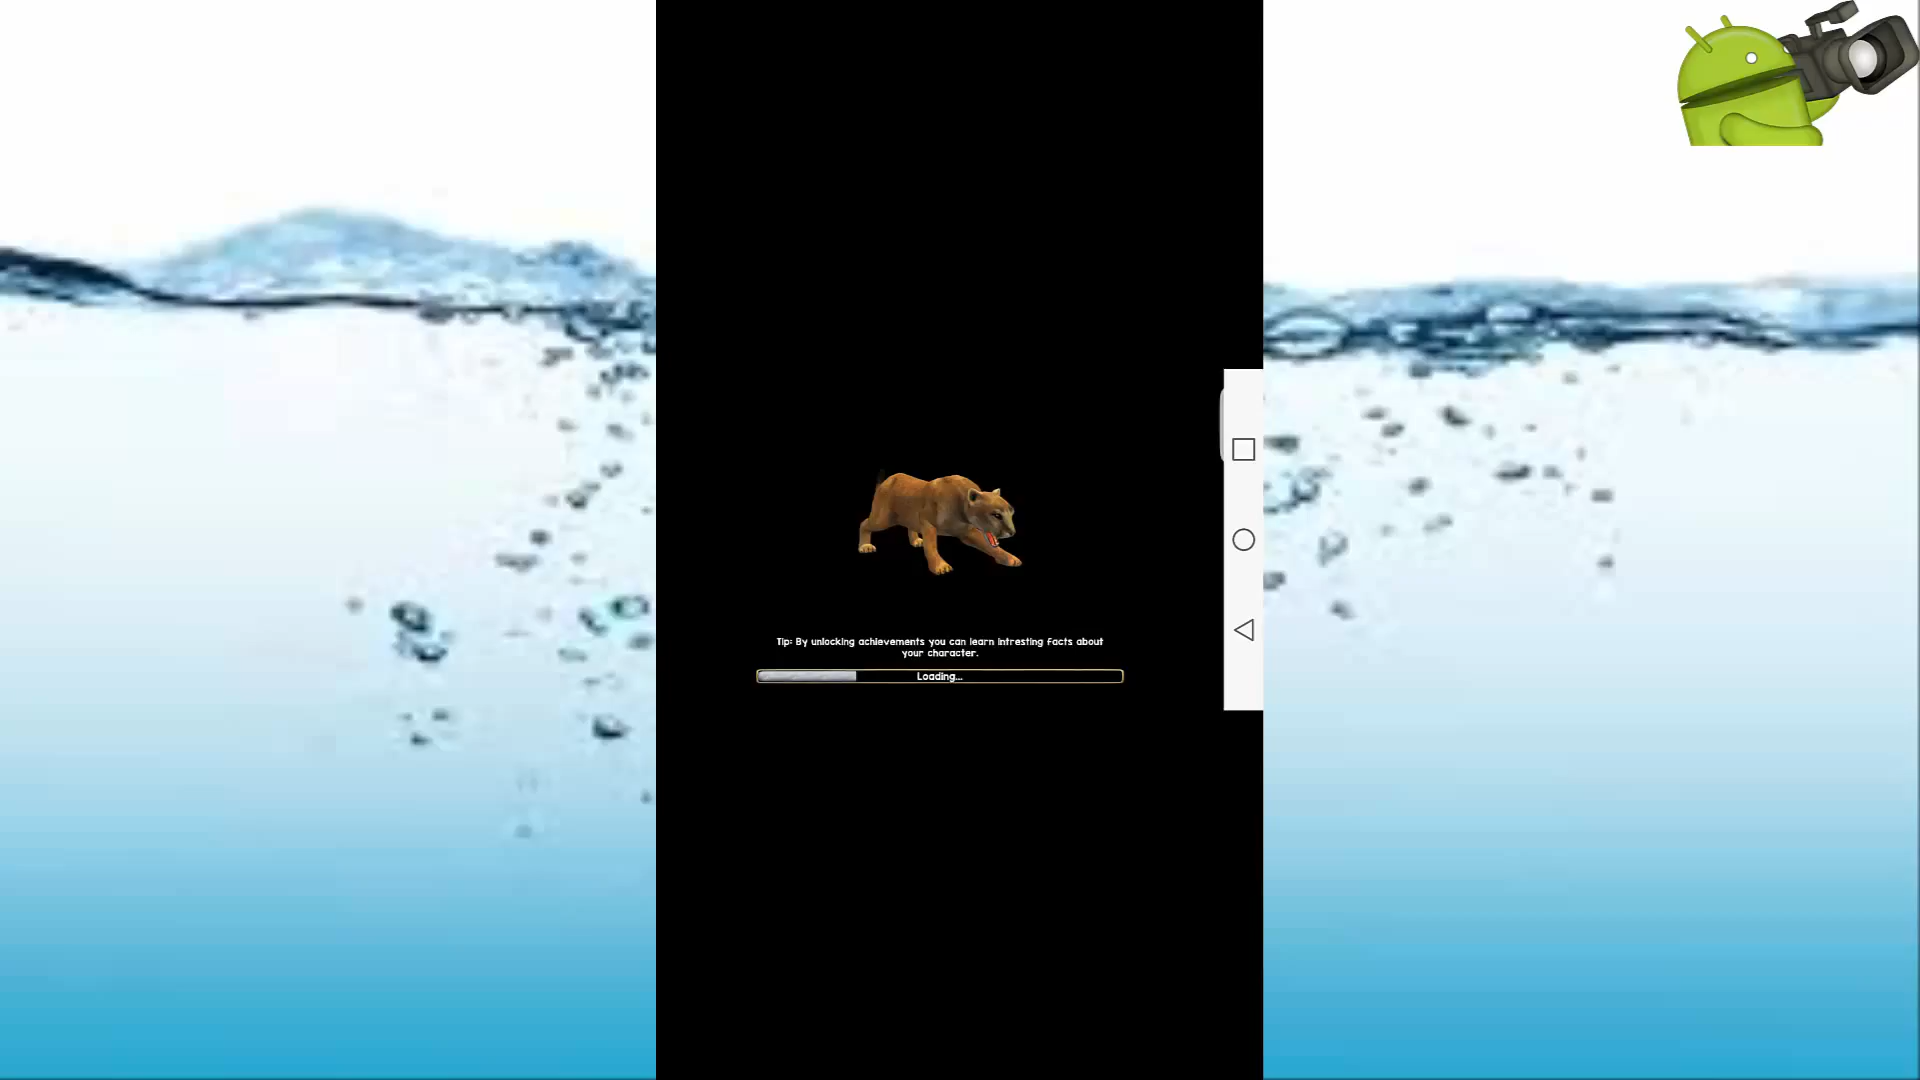 Tip: By unlocking achievements you can learn intresting facts about
your character.
Loading...